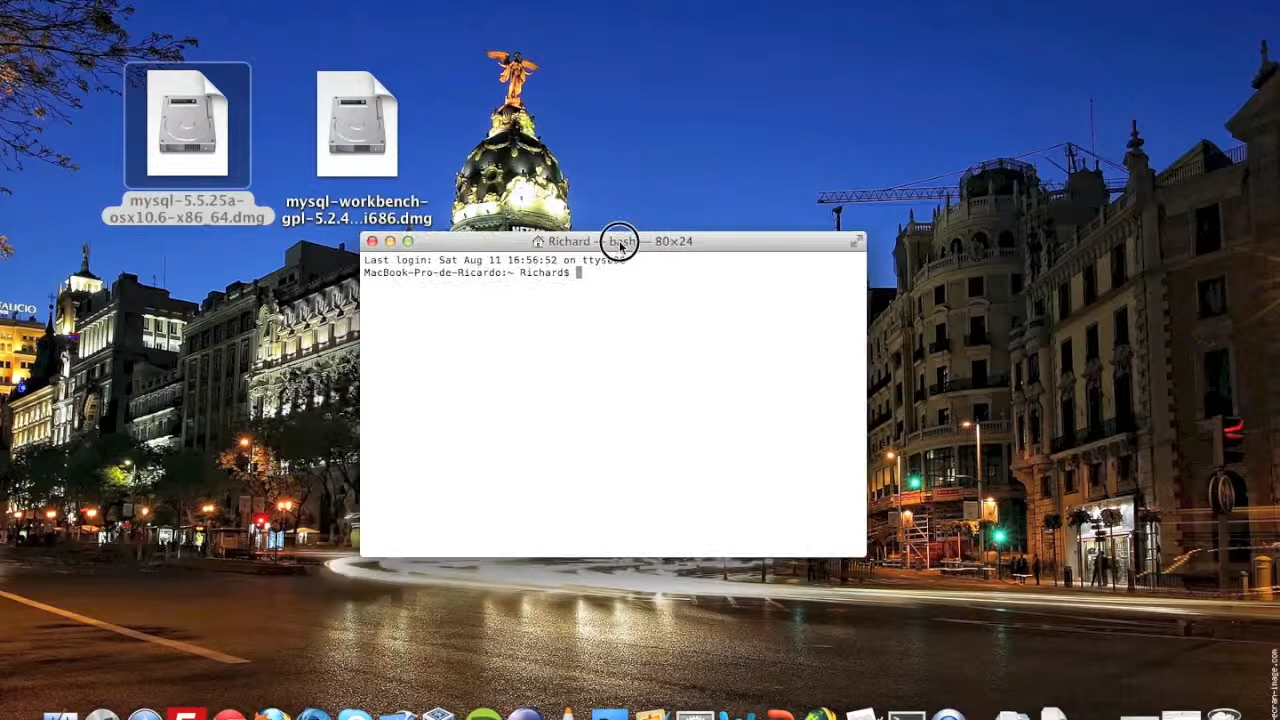 mysql-5.5.25a-
osx10.6-x86_64.dmg
mysql-workbench-
gpl-5.2.4...i686.dmg
Richard — bash — 80×24
Last login: Sat Aug 11 16:56:52 on
MacBook-Pro-de-Ricardo:~ Richard$